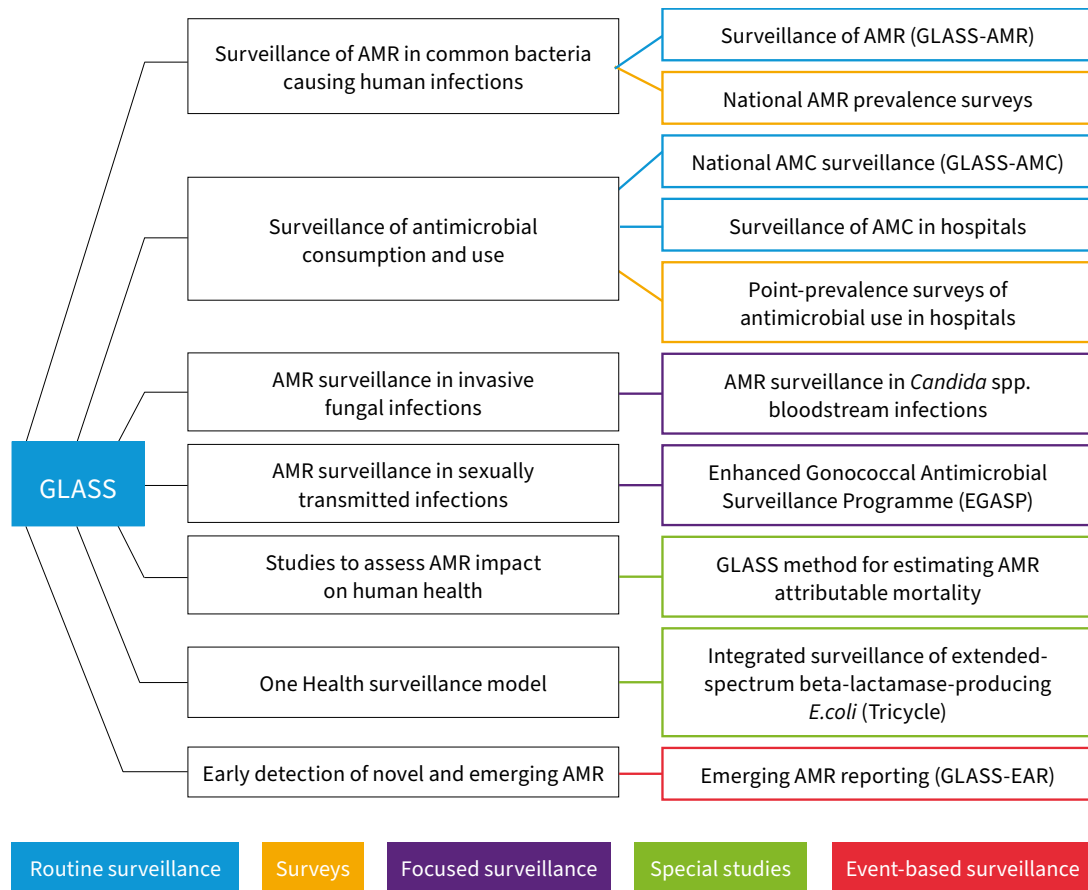 Surveillance of AMR in common bacteria
causing human infections
Surveillance of AMR (GLASS-AMR)
National AMR prevalence surveys
Surveillance of antimicrobial
consumption and use
National AMC surveillance (GLASS-AMC)
Surveillance of AMC in hospitals
Point-prevalence surveys of
antimicrobial use in hospitals
GLASS
AMR surveillance in invasive
fungal infections
AMR surveillance in Candida spp.
bloodstream infections
AMR surveillance in sexually
transmitted infections
Enhanced Gonococcal Antimicrobial
Surveillance Programme (EGASP)
Studies to assess AMR impact
on human health
GLASS method for estimating AMR
attributable mortality
One Health surveillance model
Integrated surveillance of extended-
spectrum beta-lactamase-producing
E.coli (Tricycle)
Early detection of novel and emerging AMR
Emerging AMR reporting (GLASS-EAR)
Routine surveillance
Surveys
Focused surveillance
Special studies
Event-based surveillance